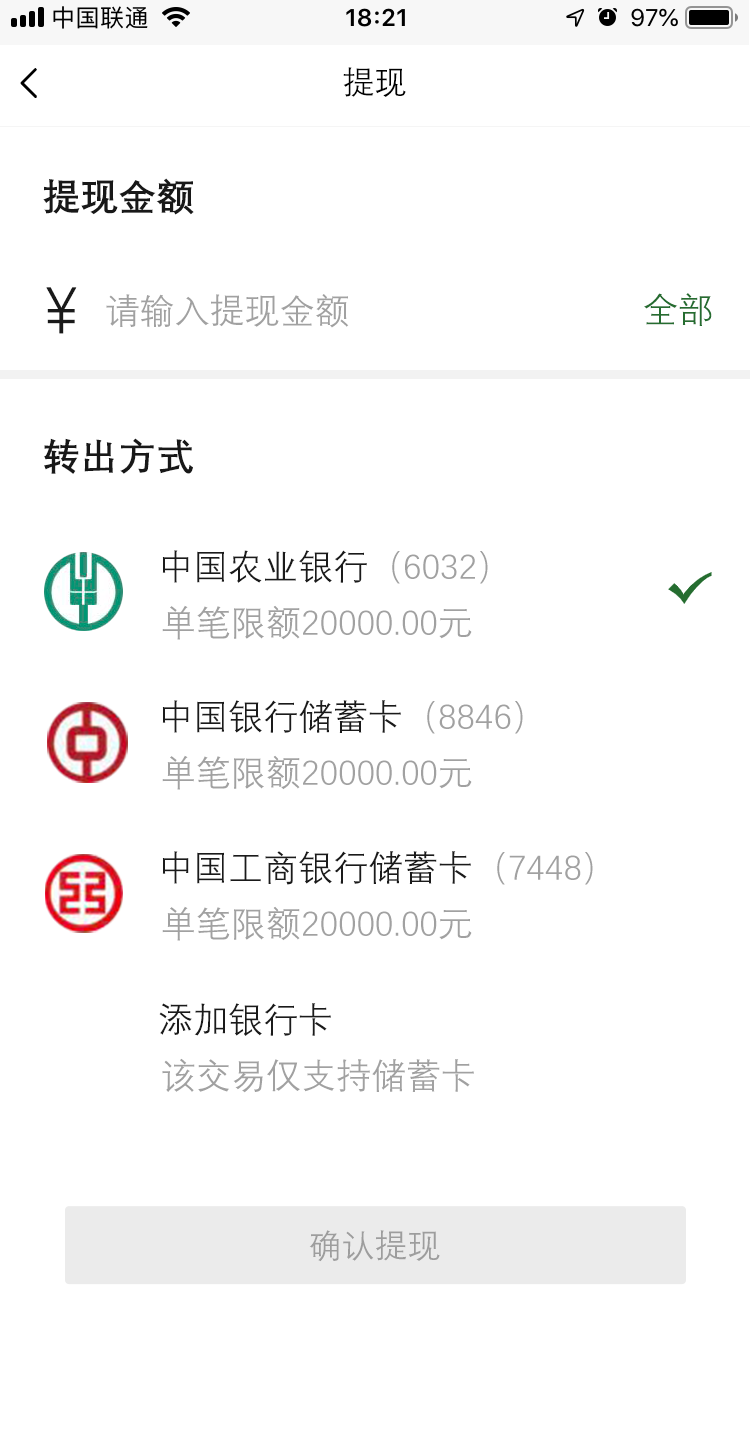 中国联通 18:21 97%
提现
提现金额
¥ 请输入提现金额 全部
转出方式
中国农业银行（6032）
单笔限额20000.00元
中国银行储蓄卡（8846）
单笔限额20000.00元
中国工商银行储蓄卡（7448）
单笔限额20000.00元
添加银行卡
该交易仅支持储蓄卡
确认提现